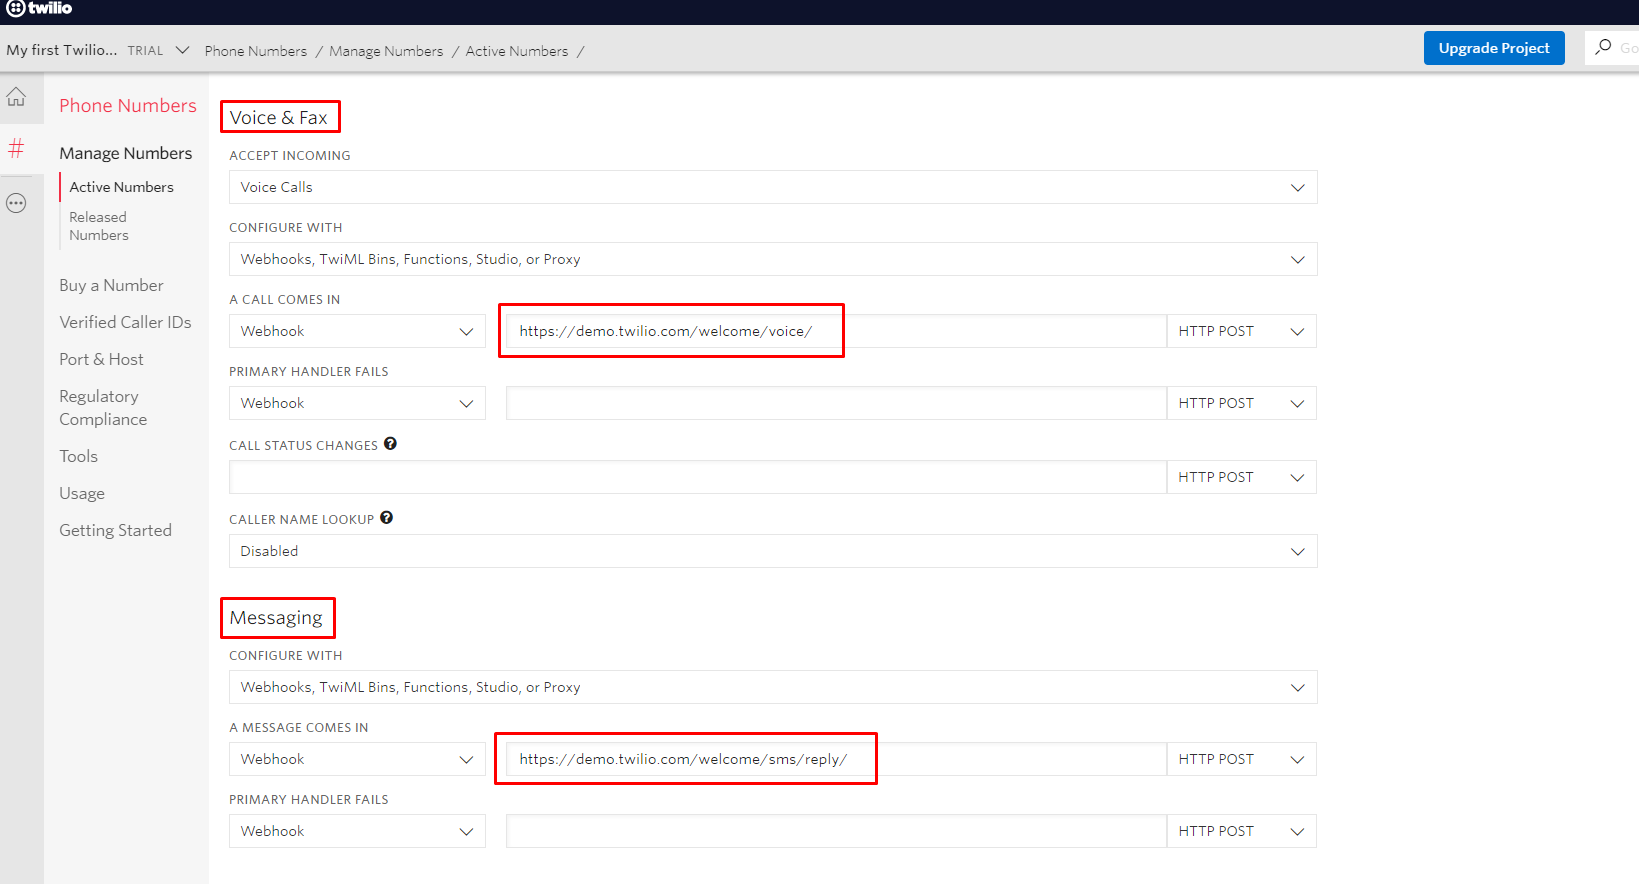 twilio
My first Twilio... TRIAL Phone Numbers / Manage Numbers / Active Numbers /
Upgrade Project
Go
Phone Numbers
Manage Numbers
Active Numbers
Released
Numbers
Buy a Number
Verified Caller IDs
Port & Host
Regulatory
Compliance
Tools
Usage
Getting Started
Voice & Fax
ACCEPT INCOMING
Voice Calls
CONFIGURE WITH
Webhooks, TwiML Bins, Functions, Studio, or Proxy
A CALL COMES IN
Webhook https://demo.twilio.com/welcome/voice/ HTTP POST
PRIMARY HANDLER FAILS
Webhook HTTP POST
CALL STATUS CHANGES ?
HTTP POST
CALLER NAME LOOKUP ?
Disabled
Messaging
CONFIGURE WITH
Webhooks, TwiML Bins, Functions, Studio, or Proxy
A MESSAGE COMES IN
Webhook https://demo.twilio.com/welcome/sms/reply/ HTTP POST
PRIMARY HANDLER FAILS
Webhook HTTP POST